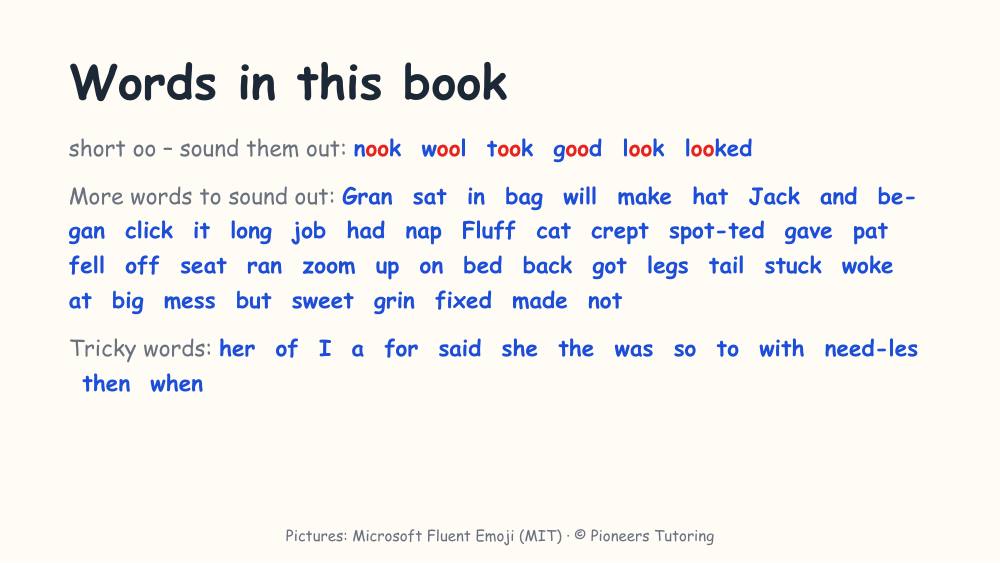 Words in this book
short oo – sound them out: nook wool took good look looked
More words to sound out: Gran sat in bag will make hat Jack and be-
gan click it long job had nap Fluff cat crept spot-ted gave pat
fell off seat ran zoom up on bed back got legs tail stuck woke
at big mess but sweet grin fixed made not
Tricky words: her of I a for said she the was so to with need-les
then when
Pictures: Microsoft Fluent Emoji (MIT) · © Pioneers Tutoring